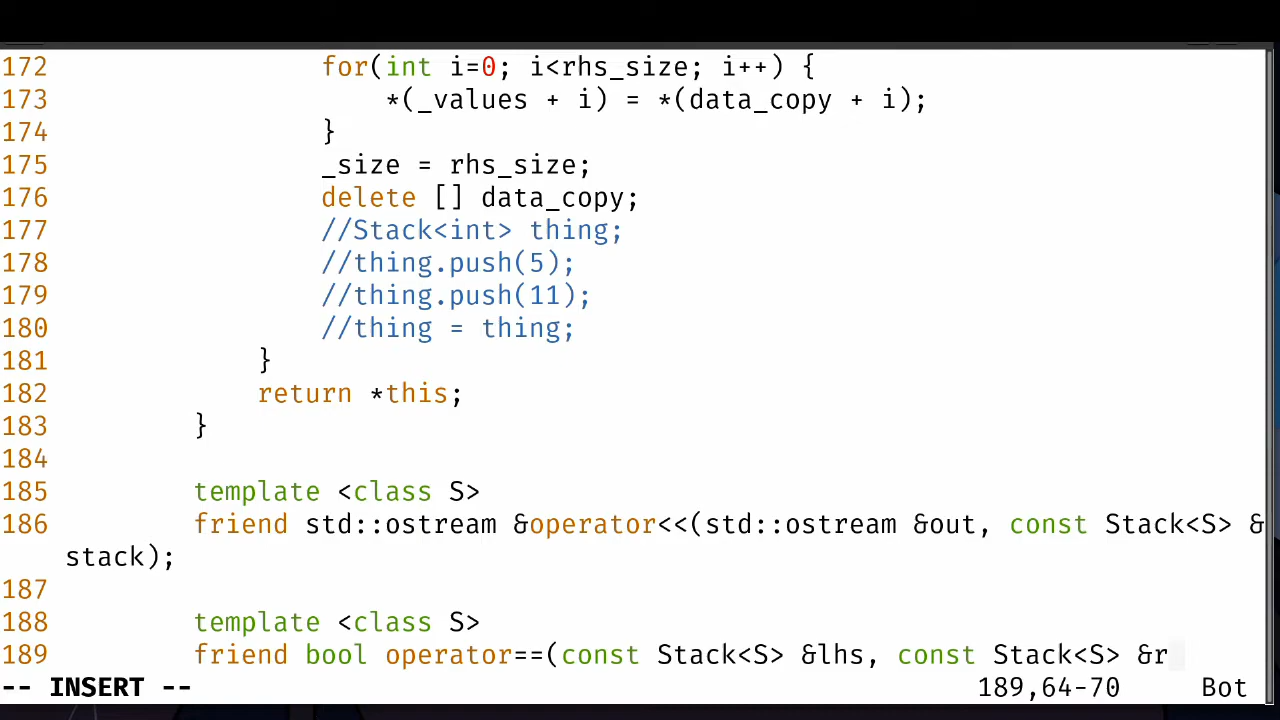 172                 for(int i=0; i<rhs_size; i++) {
173                     *(_values + i) = *(data_copy + i);
174                 }
175                 _size = rhs_size;
176                 delete [] data_copy;
177                 //Stack<int> thing;
178                 //thing.push(5);
179                 //thing.push(11);
180                 //thing = thing;
181             }
182             return *this;
183         }
184
185         template <class S>
186         friend std::ostream &operator<<(std::ostream &out, const Stack<S> &
    stack);
187
188         template <class S>
189         friend bool operator==(const Stack<S> &lhs, const Stack<S> &r
-- INSERT --                                                 189,64-70     Bot